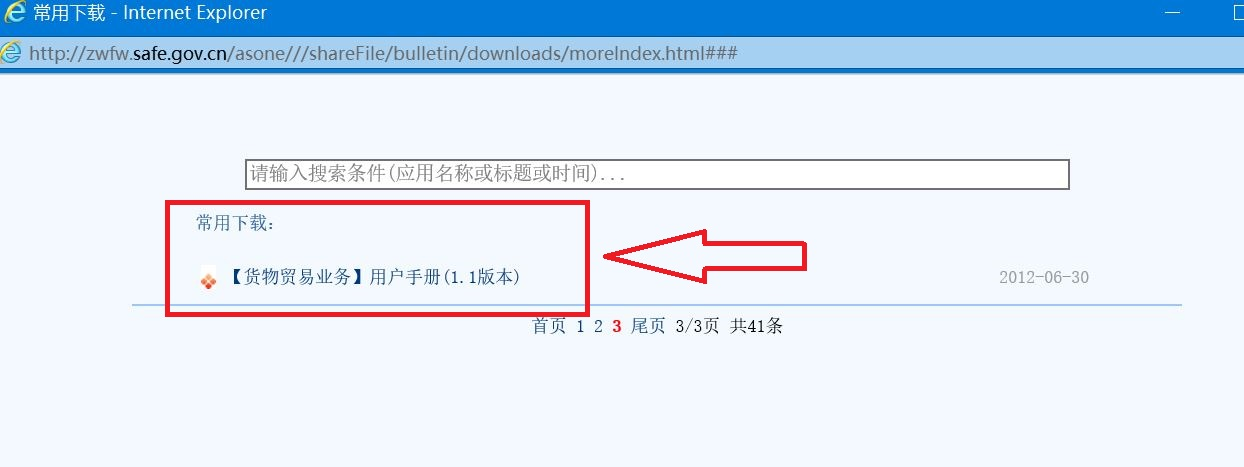 常用下载 - Internet Explorer
http://zwfw.safe.gov.cn/asone///shareFile/bulletin/downloads/moreIndex.html###
请输入搜索条件(应用名称或标题或时间)...
常用下载：
【货物贸易业务】用户手册(1.1版本) 2012-06-30
首页 1 2 3 尾页 3/3页 共41条